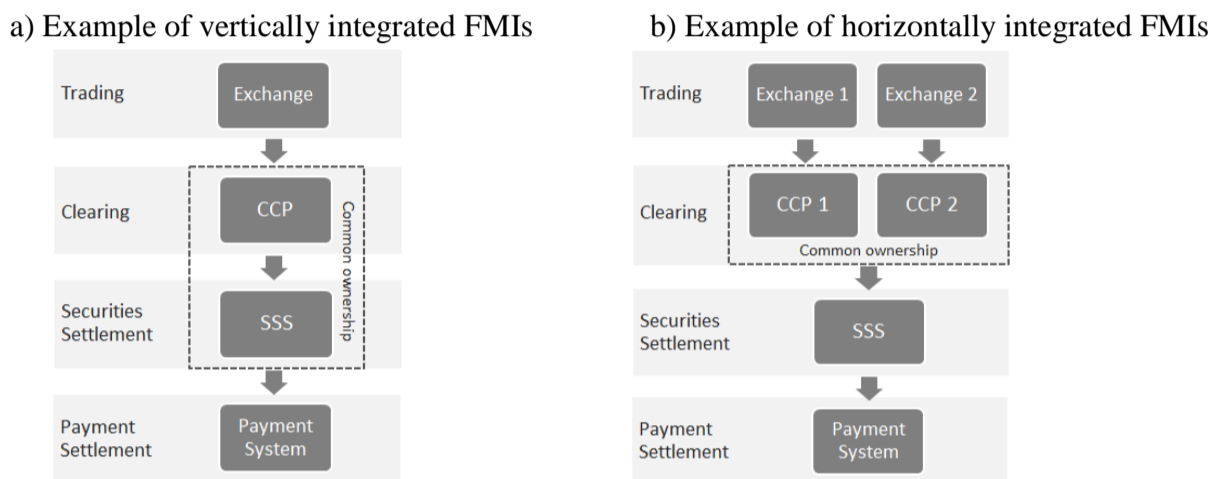 a) Example of vertically integrated FMIs
Trading
Exchange
Clearing
CCP
Common ownership
Securities
Settlement
SSS
Payment
Settlement
Payment
System
b) Example of horizontally integrated FMIs
Trading
Exchange 1
Exchange 2
Clearing
CCP 1
CCP 2
Common ownership
Securities
Settlement
SSS
Payment
Settlement
Payment
System